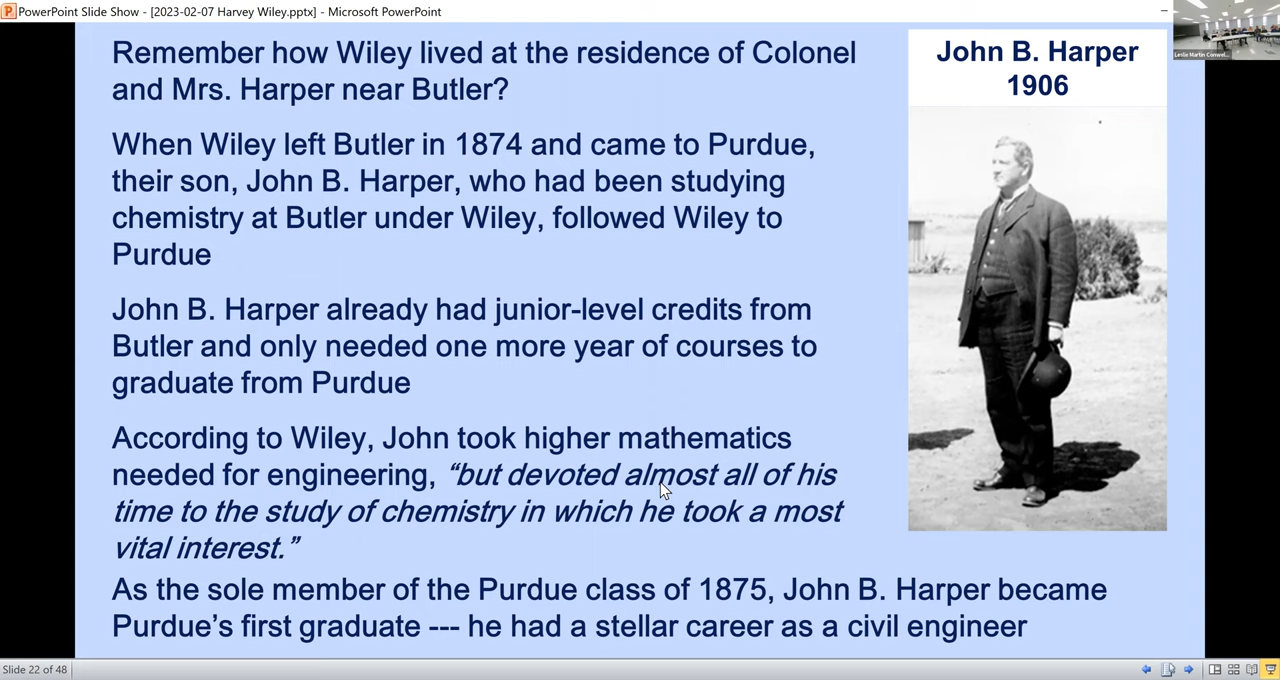 PowerPoint Slide Show - [2023-02-07 Harvey Wiley.pptx] - Microsoft PowerPoint
Remember how Wiley lived at the residence of Colonel
and Mrs. Harper near Butler?
When Wiley left Butler in 1874 and came to Purdue,
their son, John B. Harper, who had been studying
chemistry at Butler under Wiley, followed Wiley to
Purdue
John B. Harper already had junior-level credits from
Butler and only needed one more year of courses to
graduate from Purdue
According to Wiley, John took higher mathematics
needed for engineering, “but devoted almost all of his
time to the study of chemistry in which he took a most
vital interest.”
As the sole member of the Purdue class of 1875, John B. Harper became
Purdue’s first graduate --- he had a stellar career as a civil engineer
John B. Harper
1906
Leslie Martin Conwel...
Slide 22 of 48